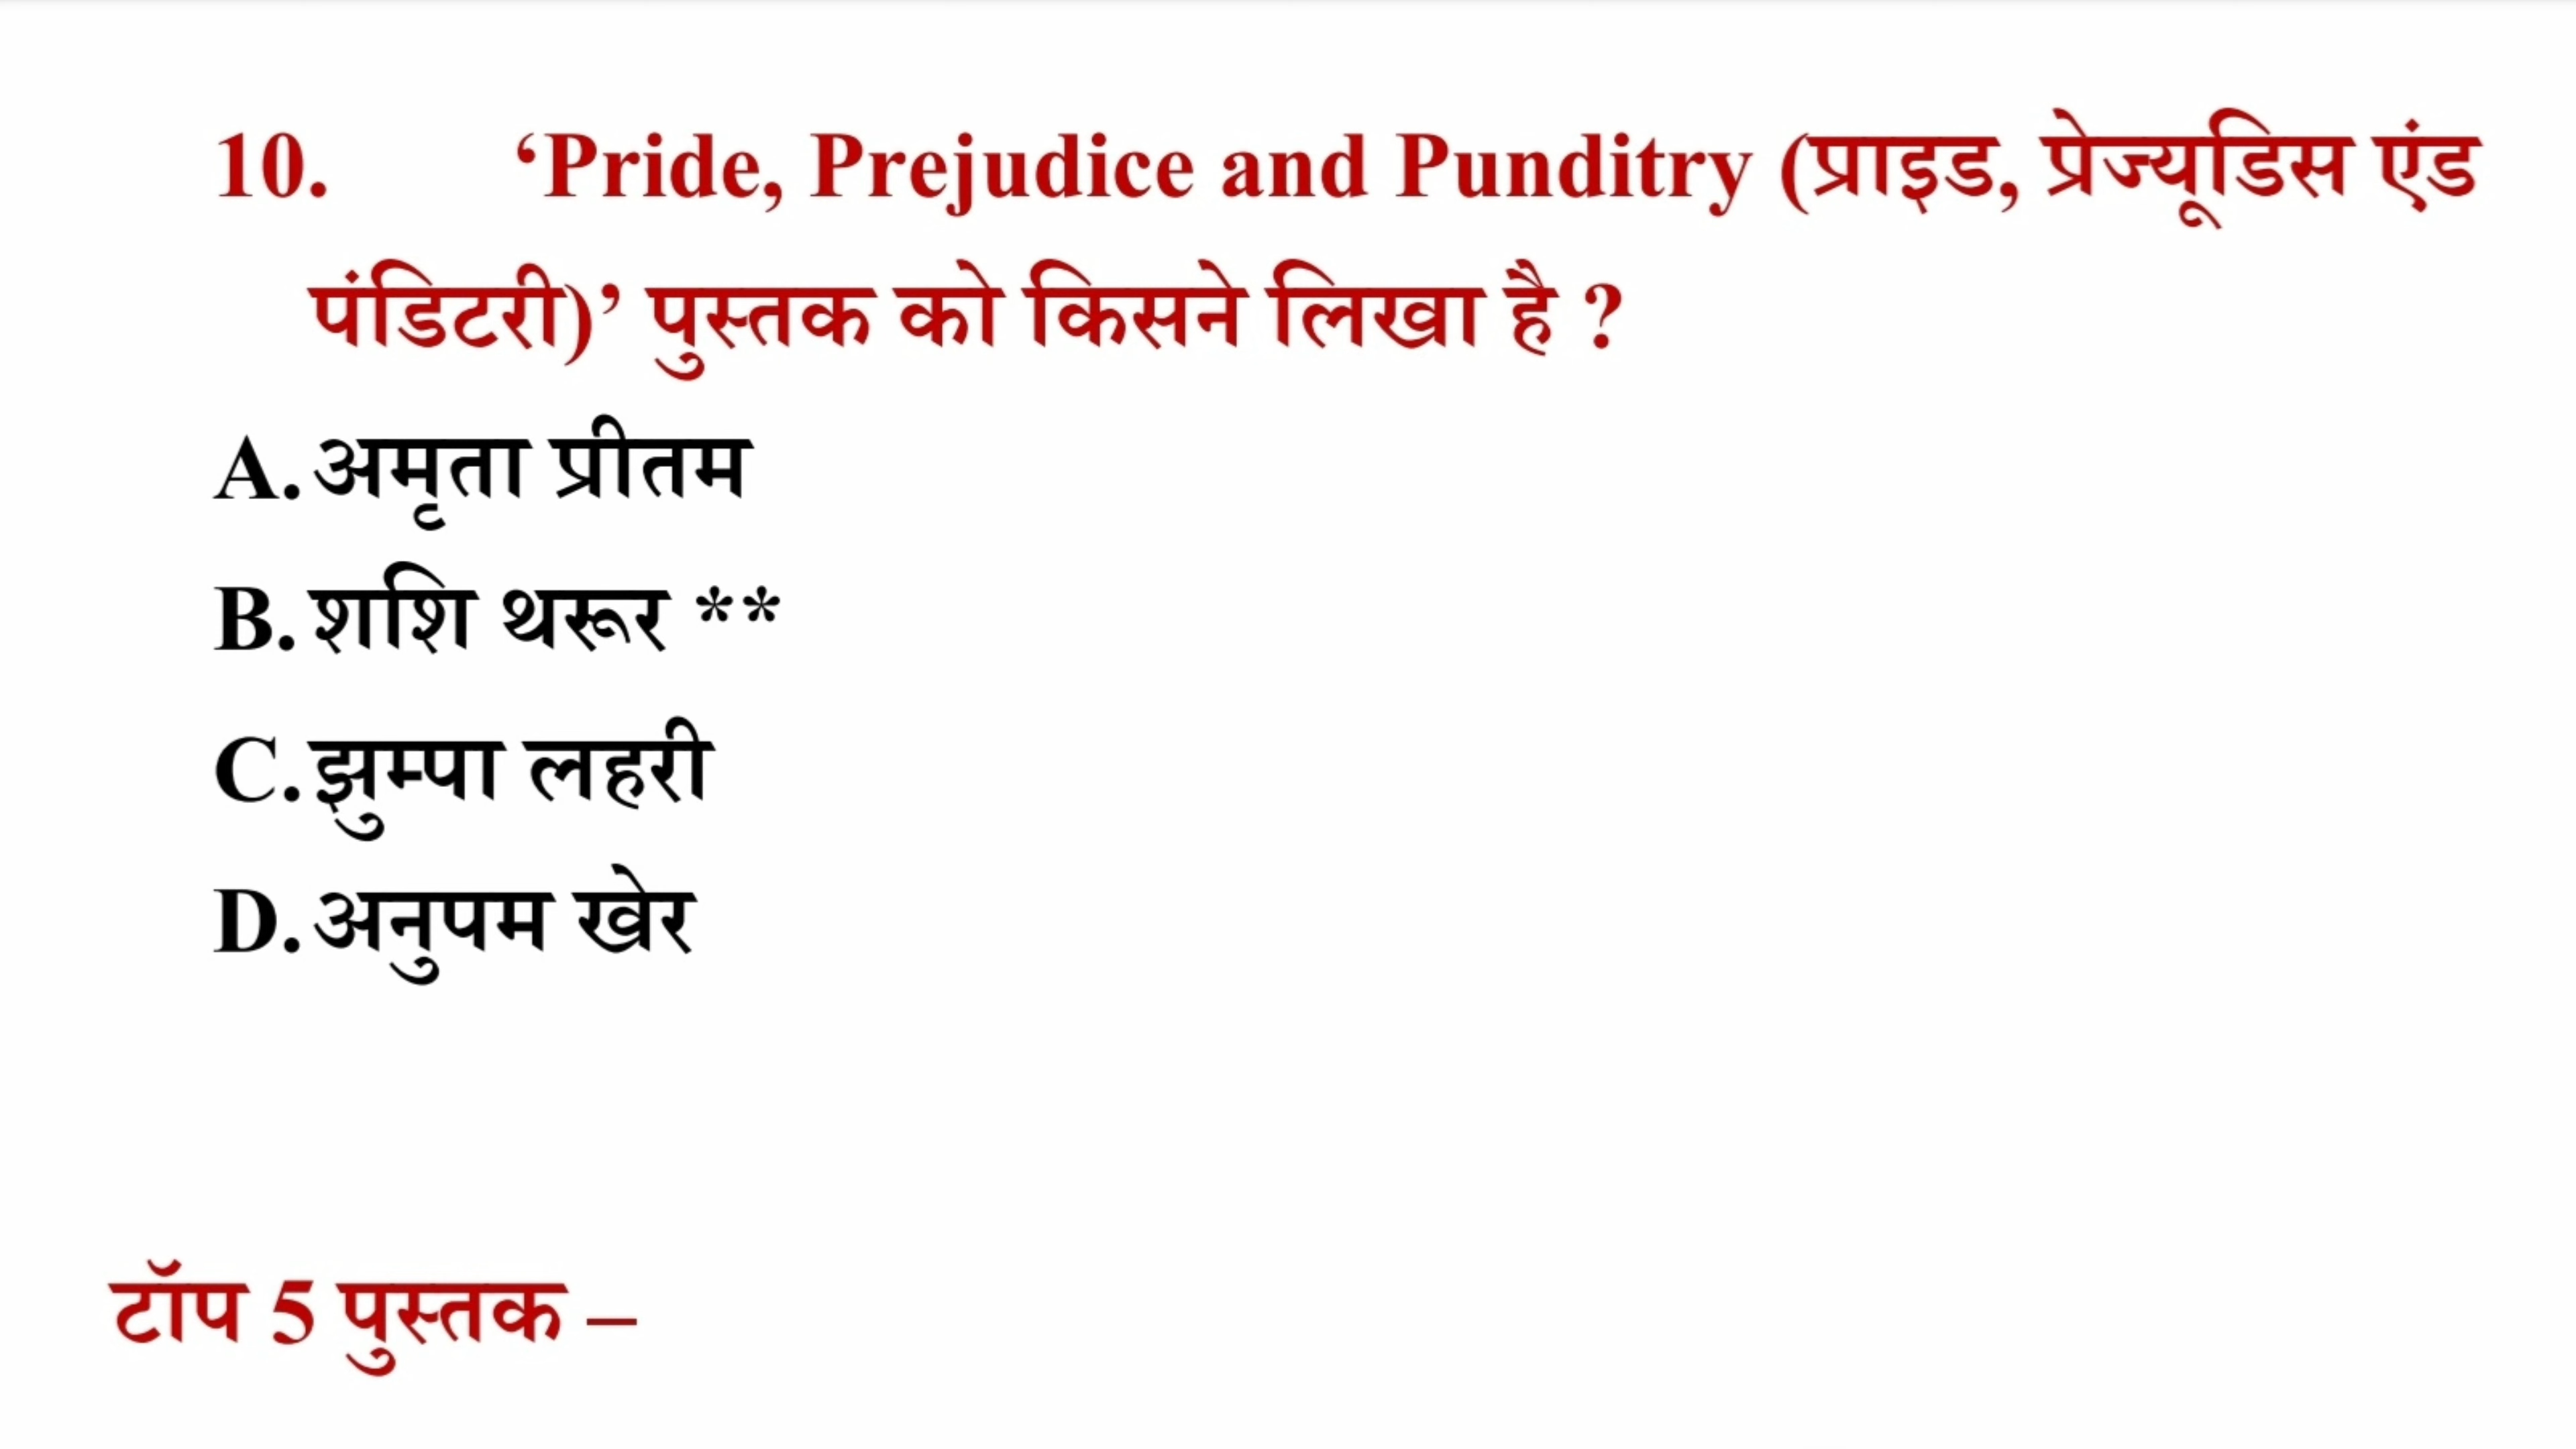 10. ‘Pride, Prejudice and Punditry (प्राइड, प्रेज्यूडिस एंड
पंडिटरी)’ पुस्तक को किसने लिखा है ?
A. अमृता प्रीतम
B. शशि थरूर **
C. झुम्पा लहरी
D. अनुपम खेर
टॉप 5 पुस्तक –